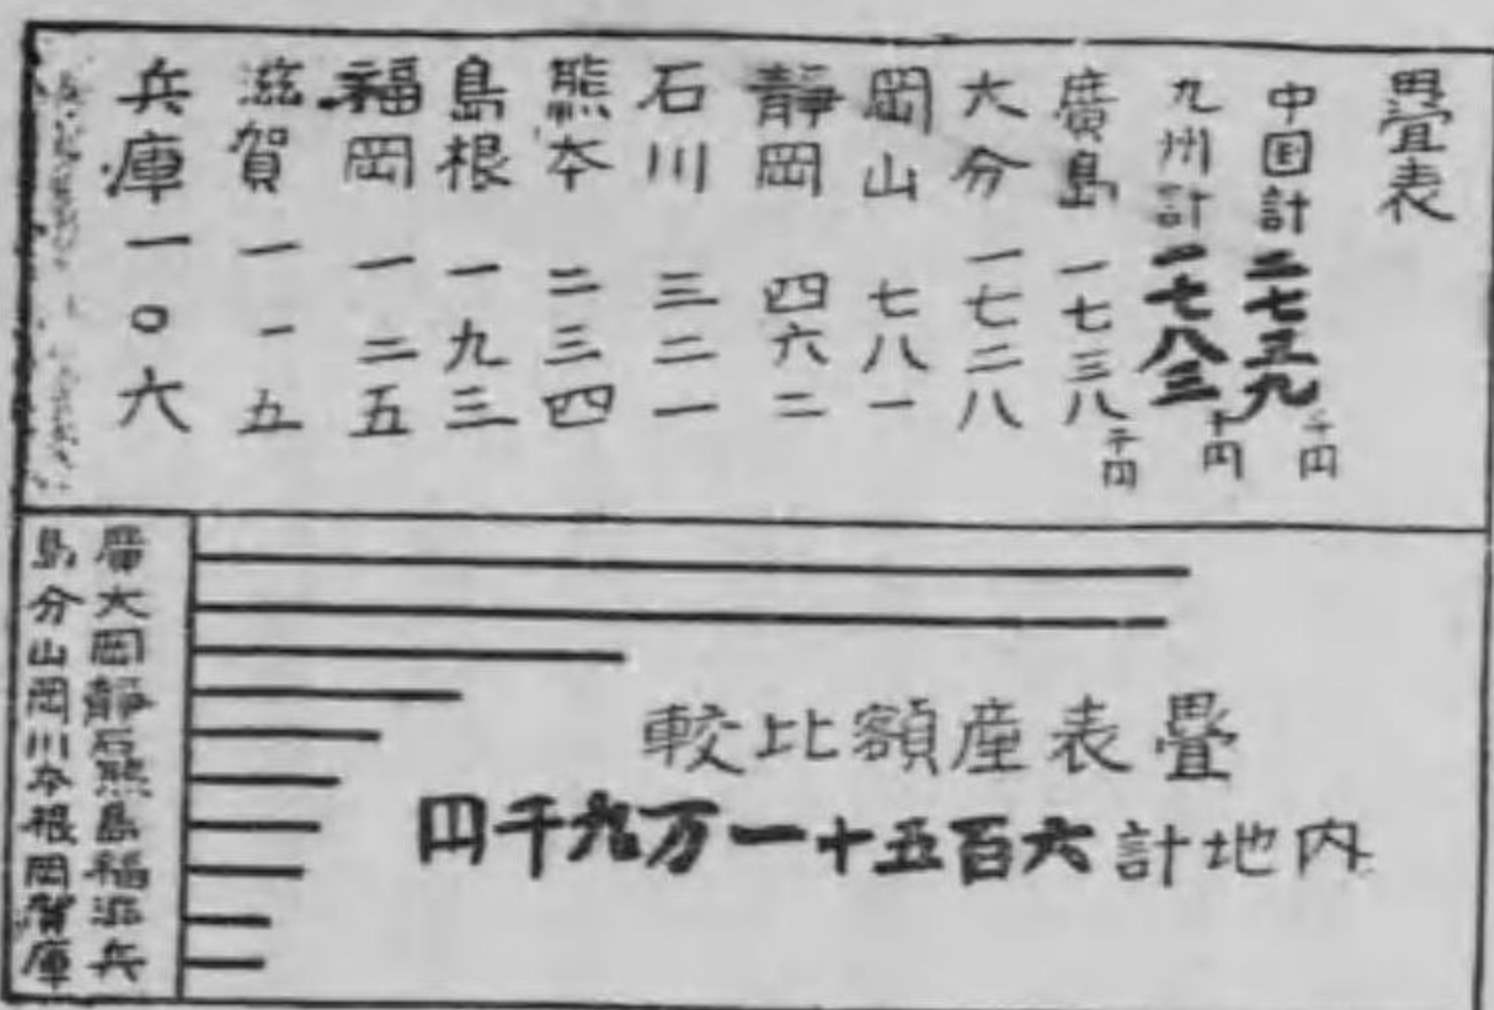 畳表
中国計二七三九千円
九州計一七八三千円
廣島一七三八千円
大分一七二八
岡山七八一
靜岡四六二
石川三二一
熊本二三四
島根一九三
福岡一二五
滋賀一一五
兵庫一〇六
廣島
大分
岡山
靜岡
石川
熊本
島根
福岡
滋賀
兵庫
畳表産額比較
内地計六百五十一万九千円